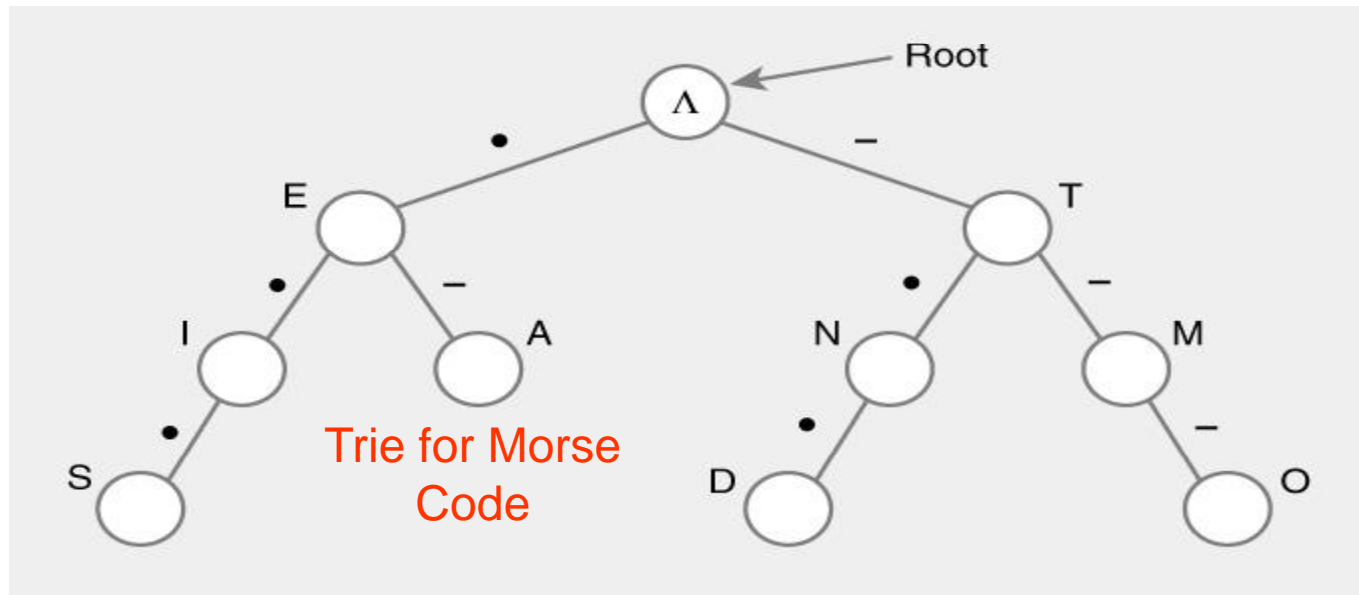 Root
Λ
• –
E T
• – • –
I A N M
• • –
Trie for Morse
Code
S D O